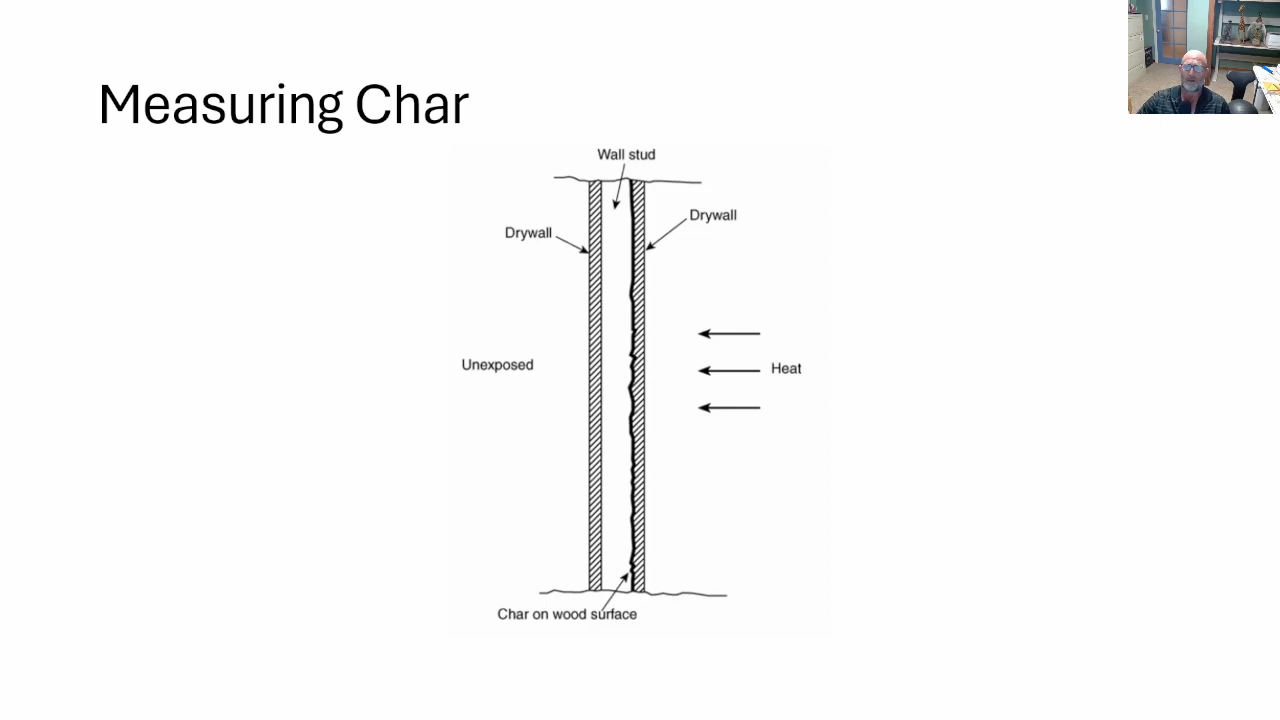 Measuring Char
Wall stud
Drywall
Drywall
Unexposed
Heat
Char on wood surface